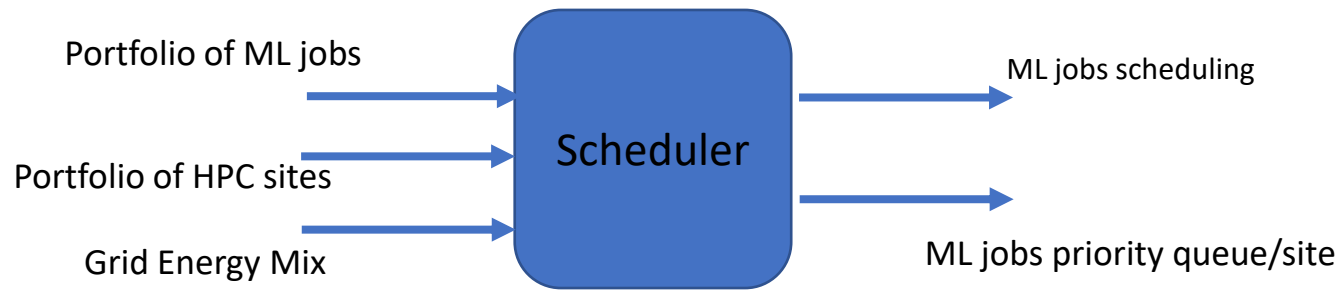 Portfolio of ML jobs
Portfolio of HPC sites
Grid Energy Mix
Scheduler
ML jobs scheduling
ML jobs priority queue/site